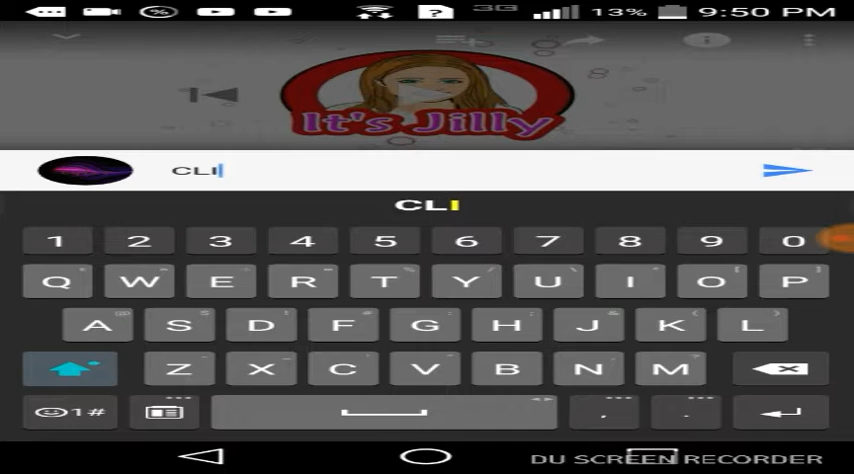 3G 13% 9:50 PM
It's Jilly
CLI
CLI
1 2 3 4 5 6 7 8 9 0
Q W E R T Y U I O P
A S D F G H J K L
Z X C V B N M
1# , .
DU SCREEN RECORDER